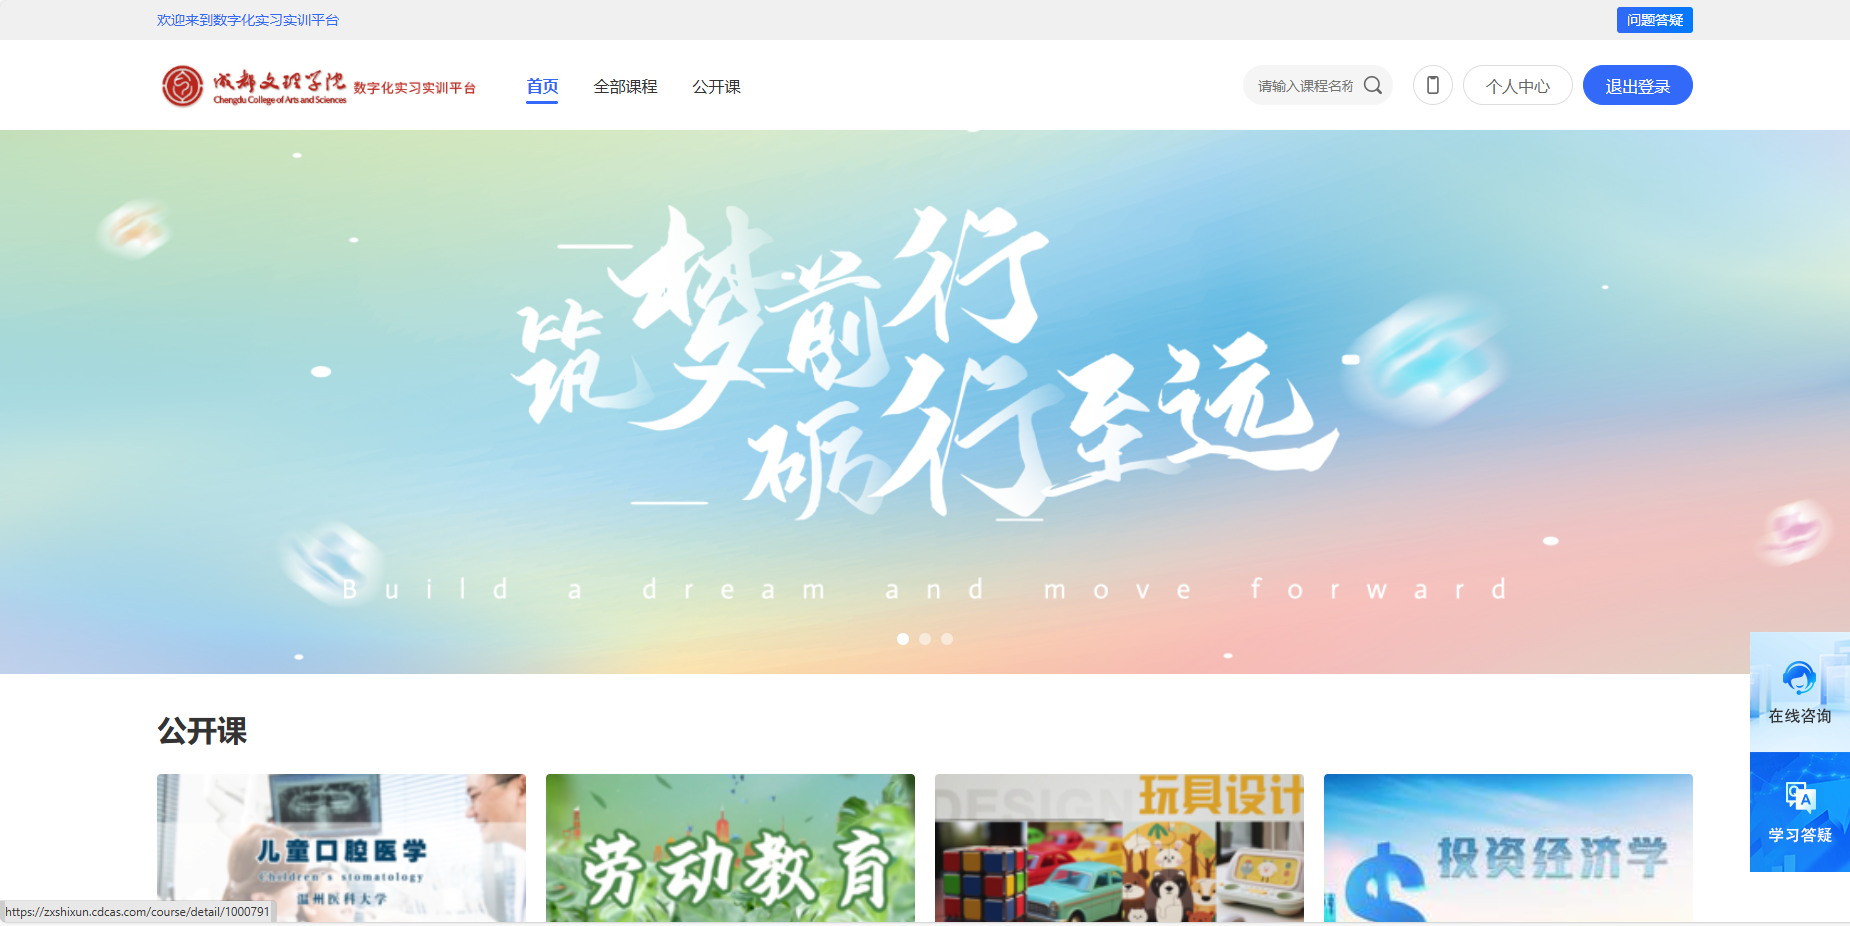 欢迎来到数字化实习实训平台
问题答疑
成都文理学院
Chengdu College of Arts and Sciences
数字化实习实训平台
首页
全部课程
公开课
请输入课程名称
个人中心
退出登录
筑梦前行
砺行至远
Build a dream and move forward
在线咨询
Q
A
学习答疑
公开课
儿童口腔医学
Children's stomatology
温州医科大学
劳动教育
DESIGN
玩具设计
投资经济学
https://zxshixun.cdcas.com/course/detail/1000791